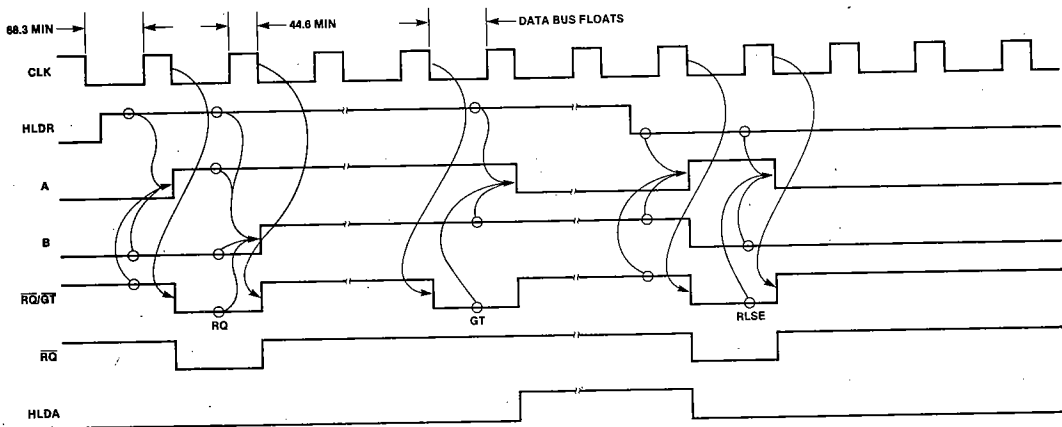 68.3 MIN
44.6 MIN
DATA BUS FLOATS
CLK
HLDR
A
B
RQ/GT
RQ
GT
RLSE
RQ
HLDA